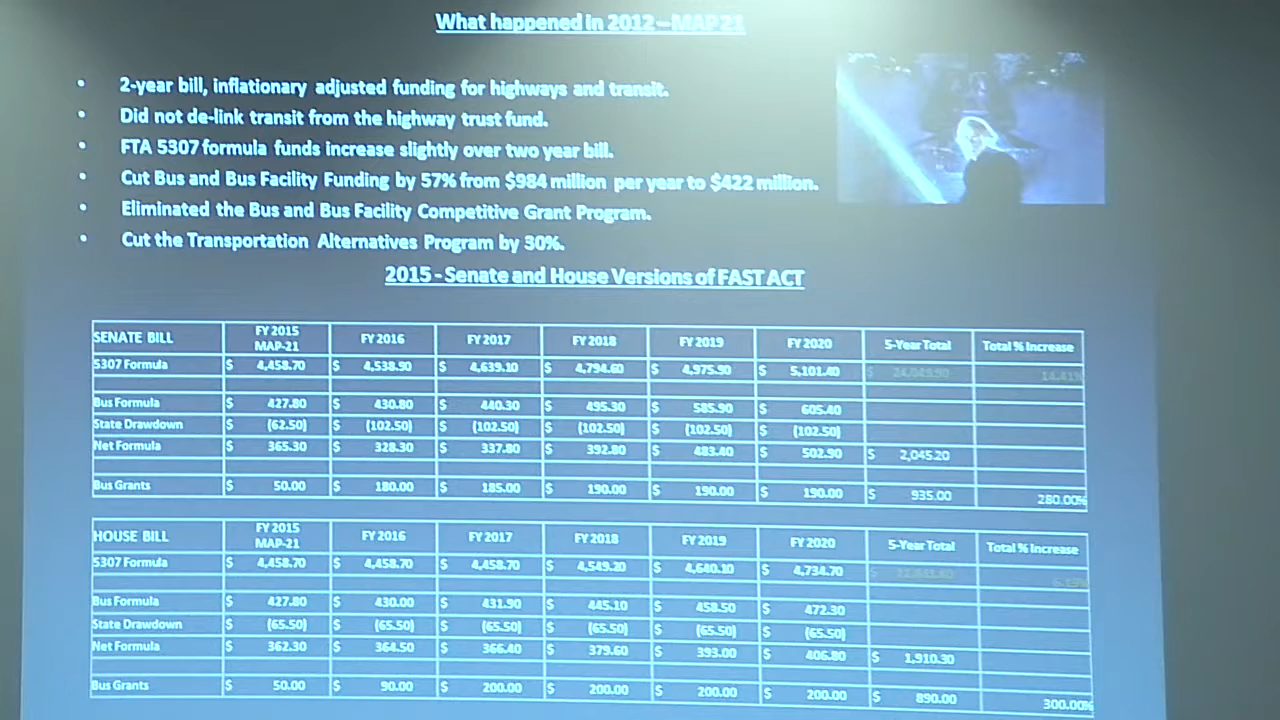 What happened in 2012 – MAP 21
• 2-year bill, inflationary adjusted funding for highways and transit.
• Did not de-link transit from the highway trust fund.
• FTA 5307 formula funds increase slightly over two year bill.
• Cut Bus and Bus Facility Funding by 57% from $984 million per year to $422 million.
• Eliminated the Bus and Bus Facility Competitive Grant Program.
• Cut the Transportation Alternatives Program by 30%.
2015 - Senate and House Versions of FAST ACT
SENATE BILL FY 2015 MAP-21 FY 2016 FY 2017 FY 2018 FY 2019 FY 2020 5-Year Total Total % Increase
5307 Formula $ 4,458.70 $ 4,538.90 $ 4,639.10 $ 4,794.60 $ 4,975.90 $ 5,101.40 $ 14.41%
Bus Formula $ 427.80 $ 430.80 $ 440.30 $ 495.30 $ 585.90 $ 605.40
State Drawdown $ (62.50) $ (102.50) $ (102.50) $ (102.50) $ (102.50) $ (102.50)
Net Formula $ 365.30 $ 328.30 $ 337.80 $ 392.80 $ 483.40 $ 502.90 $ 2,045.20
Bus Grants $ 50.00 $ 180.00 $ 185.00 $ 190.00 $ 190.00 $ 190.00 $ 935.00 280.00%
HOUSE BILL FY 2015 MAP-21 FY 2016 FY 2017 FY 2018 FY 2019 FY 2020 5-Year Total Total % Increase
5307 Formula $ 4,458.70 $ 4,458.70 $ 4,458.70 $ 4,549.20 $ 4,640.10 $ 4,734.70 $
Bus Formula $ 427.80 $ 430.00 $ 431.90 $ 445.10 $ 458.50 $ 472.30
State Drawdown $ (65.50) $ (65.50) $ (65.50) $ (65.50) $ (65.50) $ (65.50)
Net Formula $ 362.30 $ 364.50 $ 366.40 $ 379.60 $ 393.00 $ 406.80 $ 1,910.30
Bus Grants $ 50.00 $ 90.00 $ 200.00 $ 200.00 $ 200.00 $ 200.00 $ 890.00 300.00%